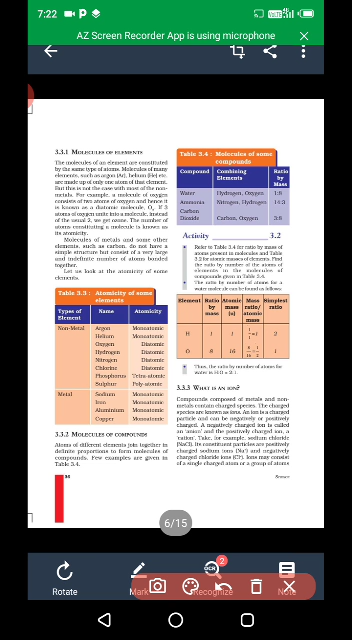 7:22
AZ Screen Recorder App is using microphone
3.3.1 MOLECULES OF ELEMENTS
The molecules of an element are constituted
by the same type of atoms. Molecules of many
elements, such as argon (Ar), helium (He) etc.
are made up of only one atom of that element.
But this is not the case with most of the non-
metals. For example, a molecule of oxygen
consists of two atoms of oxygen and hence it
is known as a diatomic molecule, O₂. If 3
atoms of oxygen unite into a molecule, instead
of the usual 2, we get ozone. The number of
atoms constituting a molecule is known as
its atomicity.
Molecules of metals and some other
elements, such as carbon, do not have a
simple structure but consist of a very large
and indefinite number of atoms bonded
together.
Let us look at the atomicity of some
elements.
Table 3.3 : Atomicity of some
elements
Types of Element Name Atomicity
Non-Metal Argon Monoatomic
Helium Monoatomic
Oxygen Diatomic
Hydrogen Diatomic
Nitrogen Diatomic
Chlorine Diatomic
Phosphorus Tetra-atomic
Sulphur Poly-atomic
Metal Sodium Monoatomic
Iron Monoatomic
Aluminium Monoatomic
Copper Monoatomic
3.3.2 MOLECULES OF COMPOUNDS
Atoms of different elements join together in
definite proportions to form molecules of
compounds. Few examples are given in
Table 3.4.
Table 3.4 : Molecules of some
compounds
Compound Combining Elements Ratio by Mass
Water Hydrogen, Oxygen 1:8
Ammonia Nitrogen, Hydrogen 14:3
Carbon
Dioxide Carbon, Oxygen 3:8
Activity 3.2
• Refer to Table 3.4 for ratio by mass of
atoms present in molecules and Table
3.2 for atomic masses of elements. Find
the ratio by number of the atoms of
elements in the molecules of
compounds given in Table 3.4.
• The ratio by number of atoms for a
water molecule can be found as follows:
Element Ratio by mass Atomic mass (u) Mass ratio/ atomic mass Simplest ratio
H 1 1 1/1=1 2
O 8 16 8/16=1/2 1
• Thus, the ratio by number of atoms for
water is H:O = 2:1.
3.3.3 WHAT IS AN ION?
Compounds composed of metals and non-
metals contain charged species. The charged
species are known as ions. An ion is a charged
particle and can be negatively or positively
charged. A negatively charged ion is called
an 'anion' and the positively charged ion, a
'cation'. Take, for example, sodium chloride
(NaCl). Its constituent particles are positively
charged sodium ions (Na⁺) and negatively
charged chloride ions (Cl⁻). Ions may consist
of a single charged atom or a group of atoms
6/15
OCR
2
Rotate
Mark
Recognize
Note